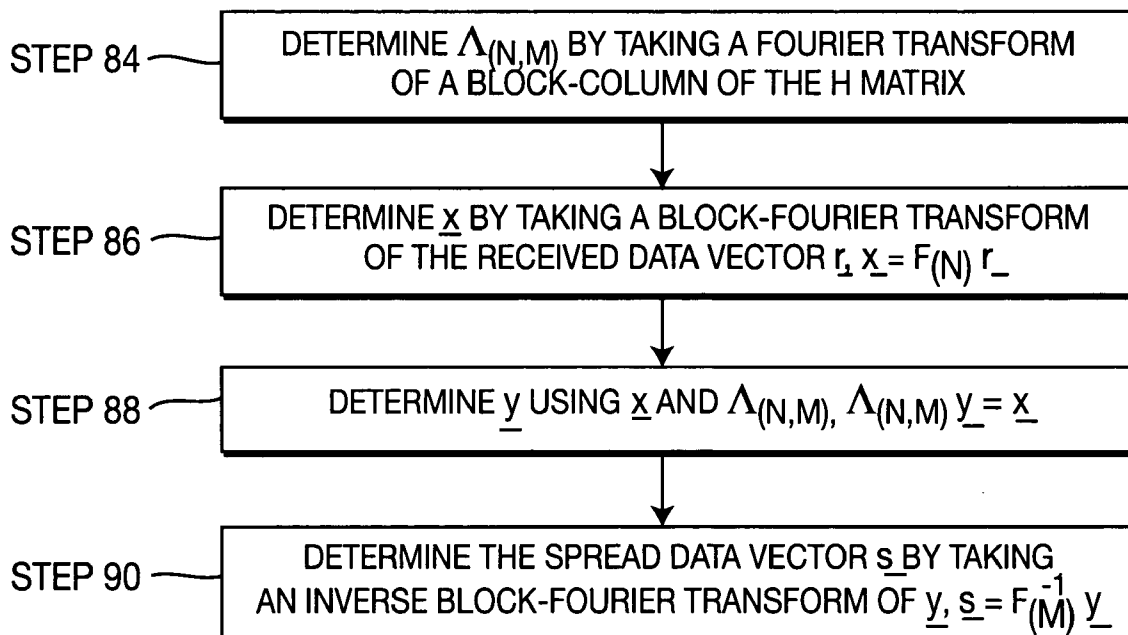 STEP 84
DETERMINE Λ(N,M) BY TAKING A FOURIER TRANSFORM
OF A BLOCK-COLUMN OF THE H MATRIX
STEP 86
DETERMINE x BY TAKING A BLOCK-FOURIER TRANSFORM
OF THE RECEIVED DATA VECTOR r, x = F(N) r
STEP 88
DETERMINE y USING x AND Λ(N,M), Λ(N,M) y = x
STEP 90
DETERMINE THE SPREAD DATA VECTOR s BY TAKING
AN INVERSE BLOCK-FOURIER TRANSFORM OF y, s = F(M)^-1 y